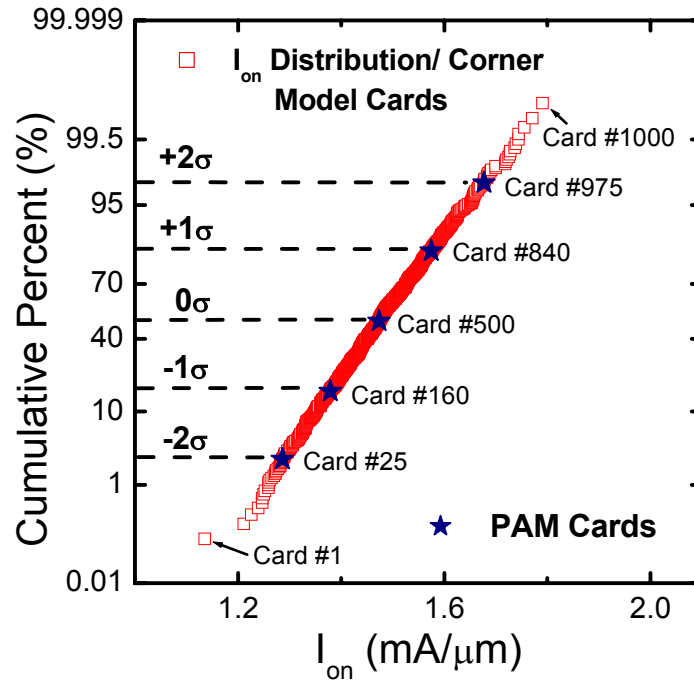 99.999
I_on Distribution/ Corner
Model Cards
99.5
Card #1000
+2σ
95
Card #975
+1σ
Card #840
70
0σ
Card #500
40
-1σ
Card #160
10
-2σ
Card #25
1
PAM Cards
Card #1
0.01
1.2 1.6 1.8 2.0
I_on (mA/μm)
Cumulative Percent (%)